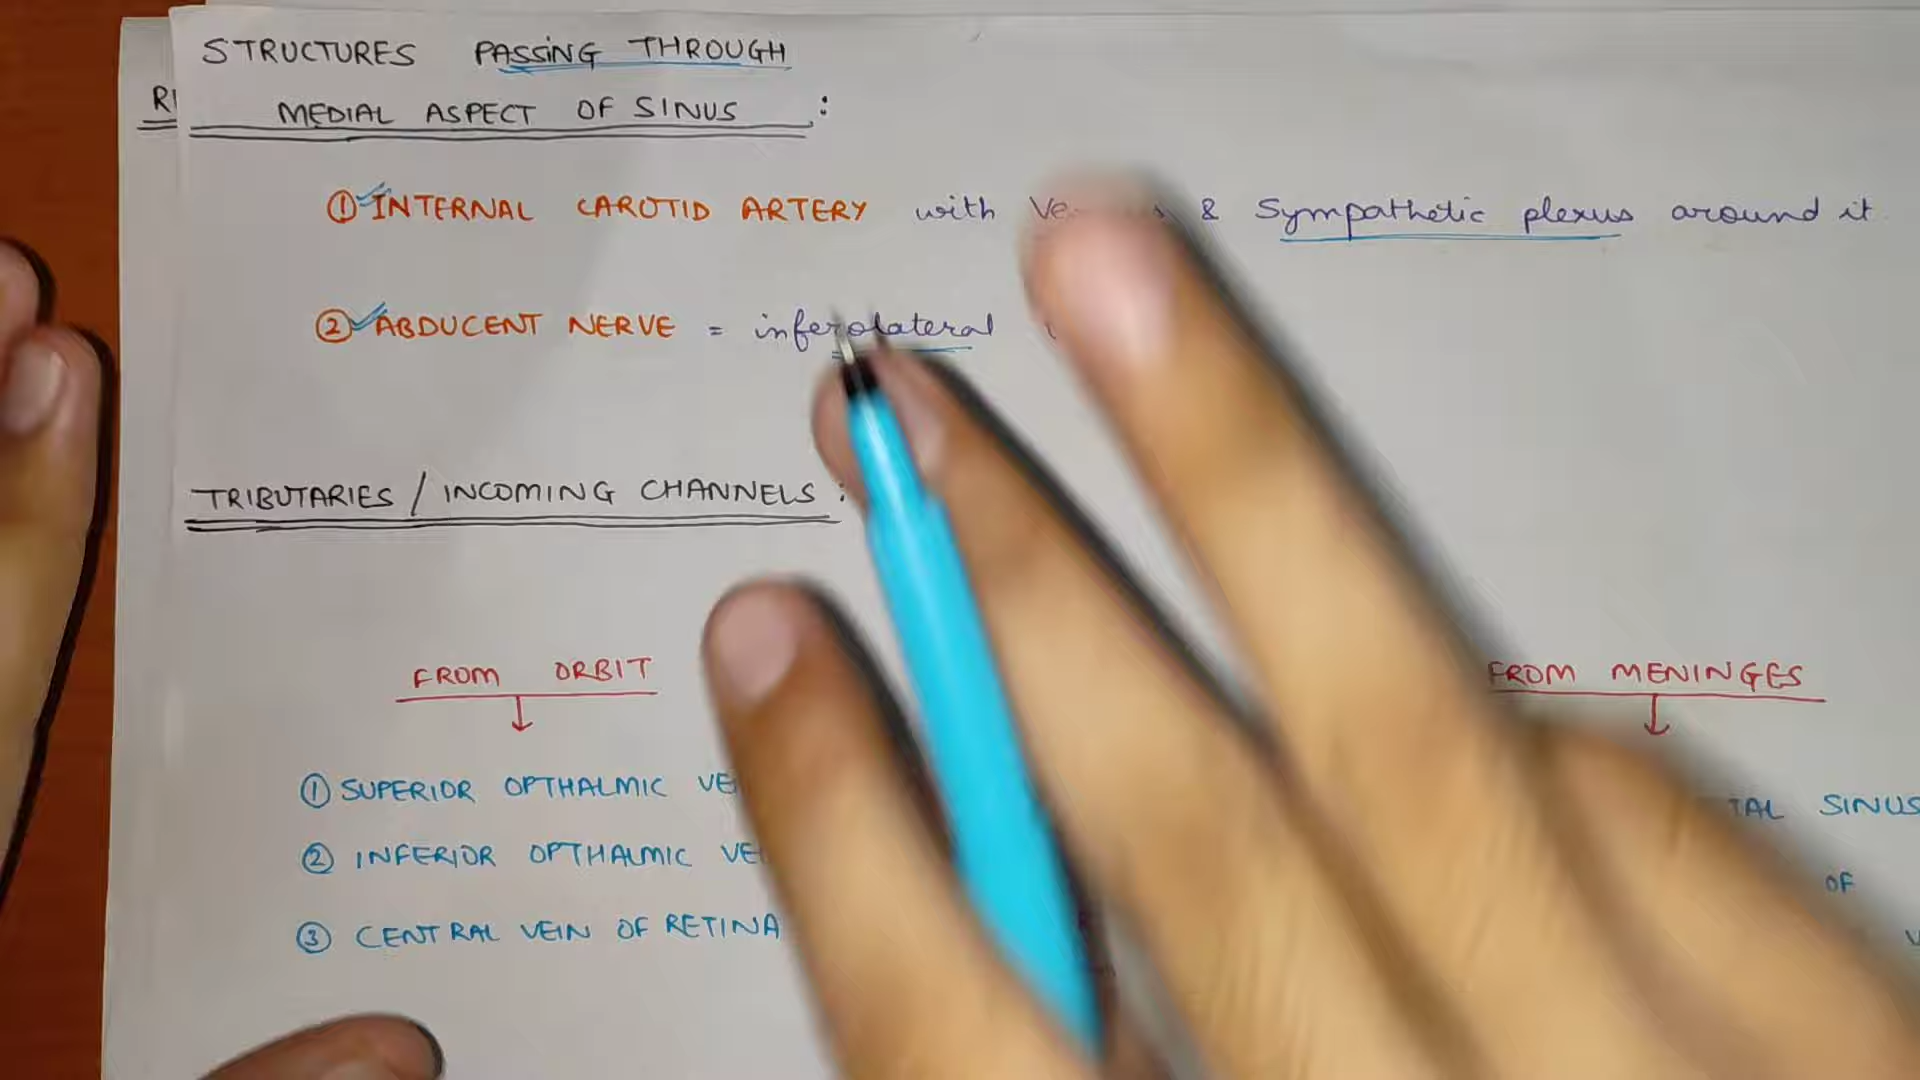 STRUCTURES PASSING THROUGH
MEDIAL ASPECT OF SINUS :
① INTERNAL CAROTID ARTERY with & Sympathetic plexus around it
② ABDUCENT NERVE = inferolateral
TRIBUTARIES / INCOMING CHANNELS :
FROM ORBIT
FROM MENINGES
① SUPERIOR OPTHALMIC
SINUS
② INFERIOR OPTHALMIC
OF
③ CENTRAL VEIN OF RETINA